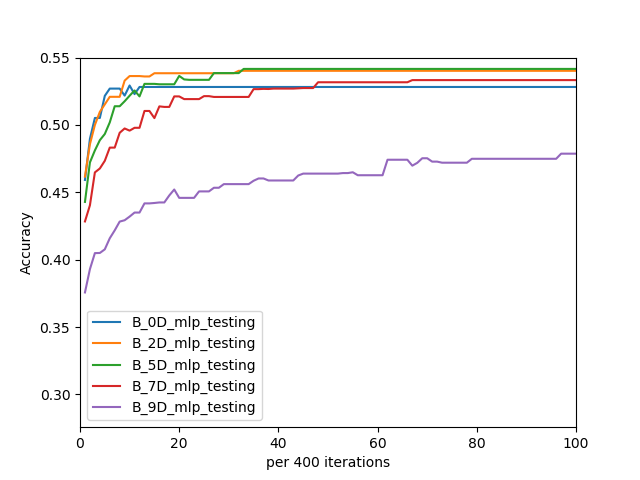 0.55
0.50
0.45
0.40
0.35
0.30
Accuracy
B_0D_mlp_testing
B_2D_mlp_testing
B_5D_mlp_testing
B_7D_mlp_testing
B_9D_mlp_testing
0 20 40 60 80 100
per 400 iterations